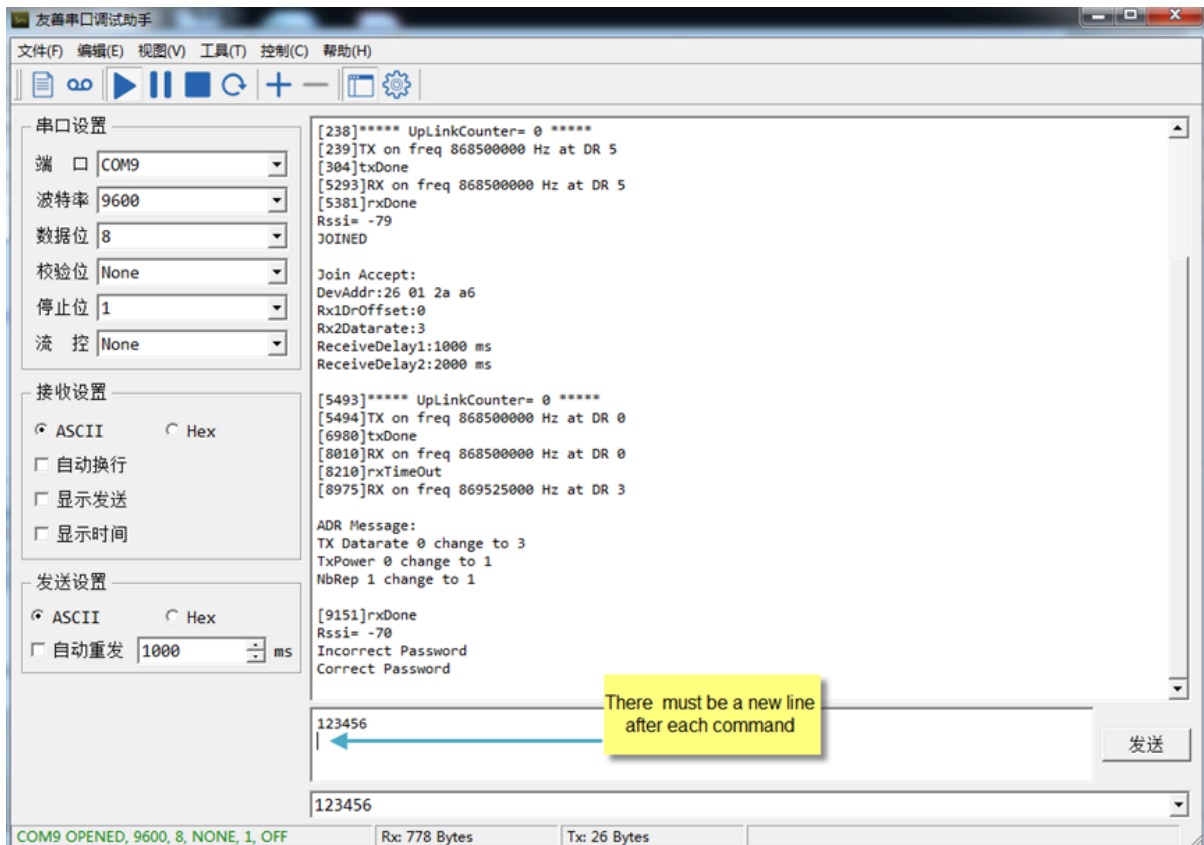 友善串口调试助手
文件(F) 编辑(E) 视图(V) 工具(T) 控制(C) 帮助(H)
串口设置
端 口 COM9
波特率 9600
数据位 8
校验位 None
停止位 1
流 控 None
接收设置
ASCII Hex
自动换行
显示发送
显示时间
发送设置
ASCII Hex
自动重发 1000 ms
[238]***** UpLinkCounter= 0 *****
[239]TX on freq 868500000 Hz at DR 5
[304]txDone
[5293]RX on freq 868500000 Hz at DR 5
[5381]rxDone
Rssi= -79
JOINED
Join Accept:
DevAddr:26 01 2a a6
Rx1DrOffset:0
Rx2Datarate:3
ReceiveDelay1:1000 ms
ReceiveDelay2:2000 ms
[5493]***** UpLinkCounter= 0 *****
[5494]TX on freq 868500000 Hz at DR 0
[6980]txDone
[8010]RX on freq 868500000 Hz at DR 0
[8210]rxTimeOut
[8975]RX on freq 869525000 Hz at DR 3
ADR Message:
TX Datarate 0 change to 3
TxPower 0 change to 1
NbRep 1 change to 1
[9151]rxDone
Rssi= -70
Incorrect Password
Correct Password
There must be a new line
after each command
123456
发送
123456
COM9 OPENED, 9600, 8, NONE, 1, OFF Rx: 778 Bytes Tx: 26 Bytes